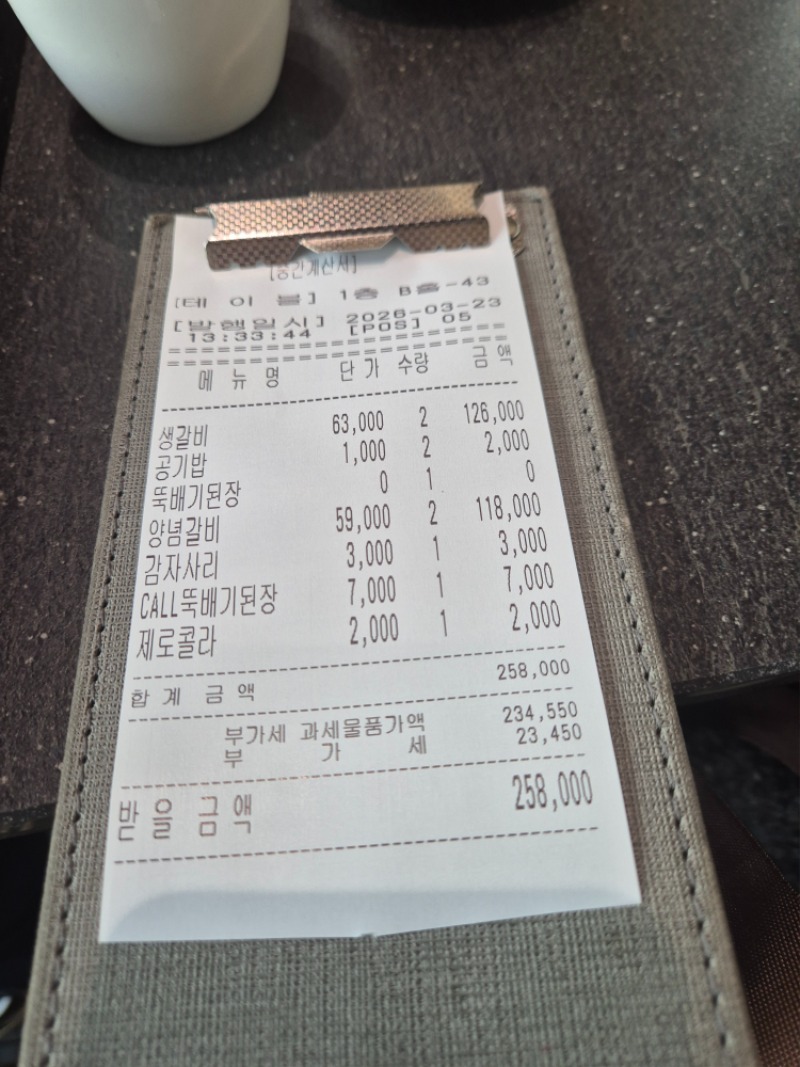 [중간계산서]
[테 이 블] 1층 B홀-43
[발행일시] 2026-03-23
13:33:44 [POS] 05
================================
================================
메 뉴 명 단 가 수량 금 액
--------------------------------
생갈비 63,000 2 126,000
공기밥 1,000 2 2,000
뚝배기된장 0 1 0
양념갈비 59,000 2 118,000
감자사리 3,000 1 3,000
CALL뚝배기된장 7,000 1 7,000
제로콜라 2,000 1 2,000
--------------------------------
합 계 금 액 258,000
--------------------------------
부가세 과세물품가액 234,550
부 가 세 23,450
--------------------------------
받 을 금 액 258,000
--------------------------------